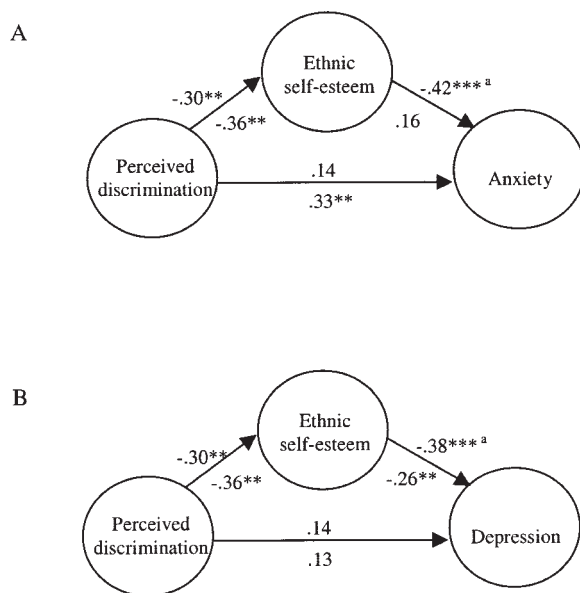 A
Ethnic
self-esteem
-.30**
-.36**
-.42*** a
.16
Perceived
discrimination
.14
.33**
Anxiety
B
Ethnic
self-esteem
-.30**
-.36**
-.38*** a
-.26**
Perceived
discrimination
.14
.13
Depression